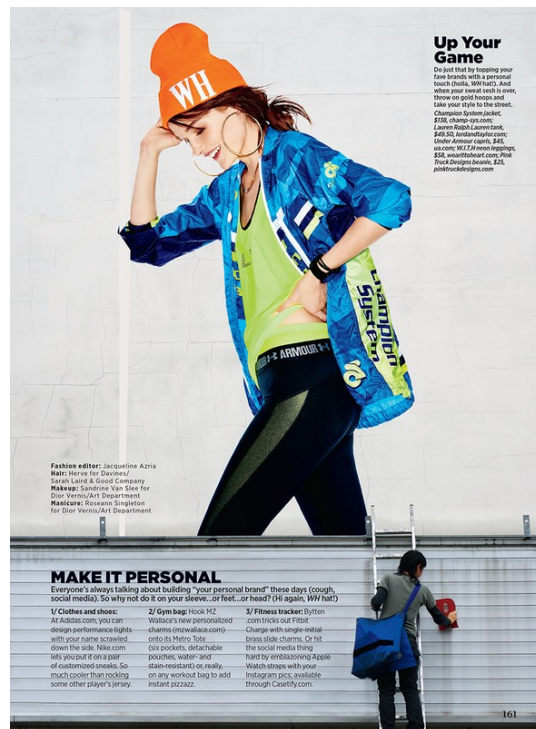 Up Your
Game
Do just that by topping your
fave brands with a personal
touch (holla, WH hat!). And
when your sweat sesh is over,
throw on gold hoops and
take your style to the street.
Champion System jacket,
$138, champ-sys.com;
Lauren Ralph Lauren tank,
$49.50, lordandtaylor.com;
Under Armour capris, $45,
ua.com; W.I.T.H neon leggings,
$58, wearittoheart.com; Pink
Truck Designs beanie, $25,
pinktruckdesigns.com
WH
Champion
System
ARMOUR
Fashion editor: Jacqueline Azria
Hair: Herve for Davines/
Sarah Laird & Good Company
Makeup: Sandrine Van Slee for
Dior Vernis/Art Department
Manicure: Roseann Singleton
for Dior Vernis/Art Department
MAKE IT PERSONAL
Everyone's always talking about building "your personal brand" these days (cough,
social media). So why not do it on your sleeve...or feet...or head? (Hi again, WH hat!)
1/ Clothes and shoes:
At Adidas.com, you can
design performance tights
with your name scrawled
down the side. Nike.com
lets you put it on a pair
of customized sneaks. So
much cooler than rocking
some other player's jersey.
2/ Gym bag: Hook MZ
Wallace's new personalized
charms (mzwallace.com)
onto its Metro Tote
(six pockets, detachable
pouches, water- and
stain-resistant) or, really,
on any workout bag to add
instant pizzazz.
3/ Fitness tracker: Bytten
.com tricks out Fitbit
Charge with single-initial
brass slide charms. Or hit
the social media thing
hard by emblazoning Apple
Watch straps with your
Instagram pics; available
through Casetify.com.
161